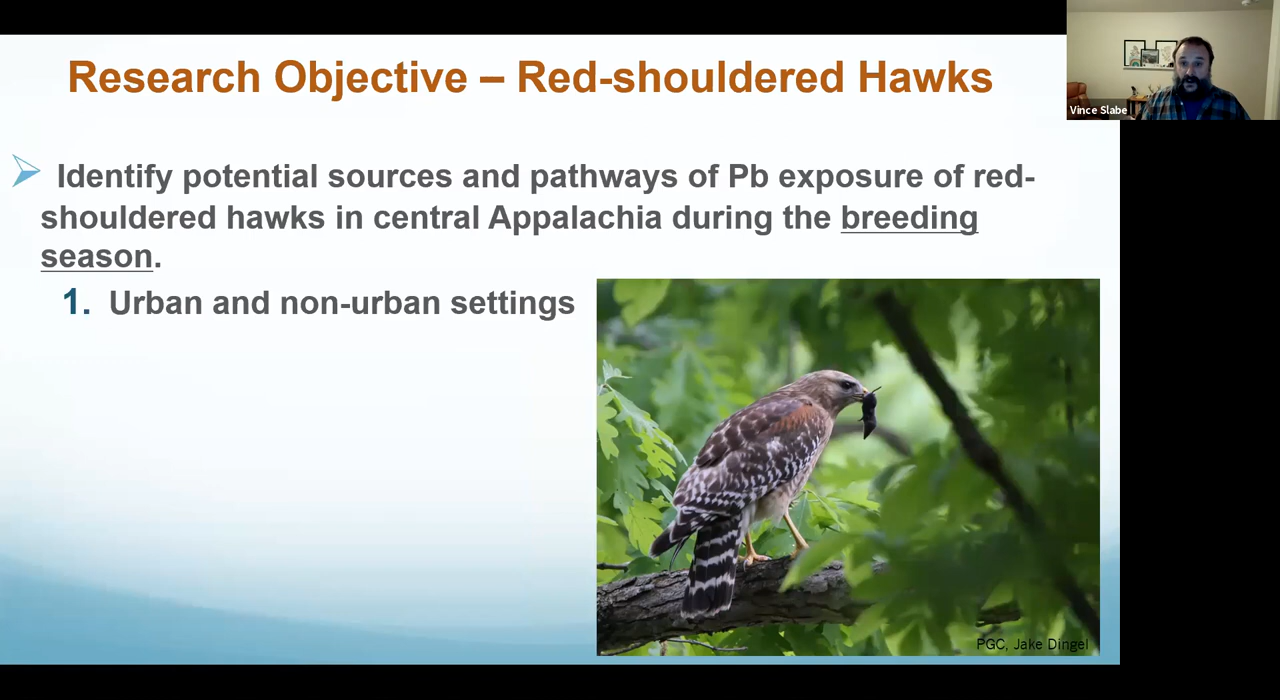 Research Objective – Red-shouldered Hawks
Vince Slabe
Identify potential sources and pathways of Pb exposure of red-
shouldered hawks in central Appalachia during the breeding
season.
1. Urban and non-urban settings
PGC, Jake Dingel